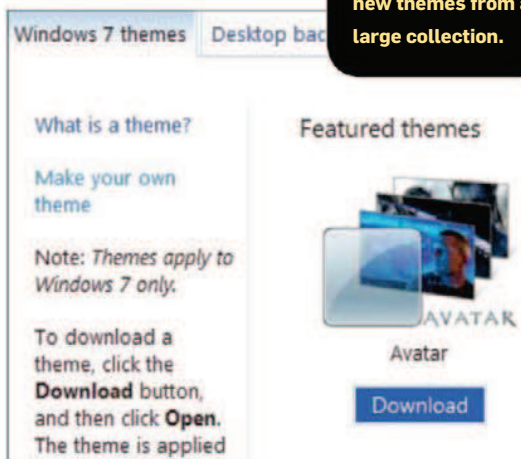 new themes from a
large collection.
Windows 7 themes
Desktop bac
What is a theme?
Make your own
theme
Note: Themes apply to
Windows 7 only.
To download a
theme, click the
Download button,
and then click Open.
The theme is applied
Featured themes
AVATAR
Avatar
Download